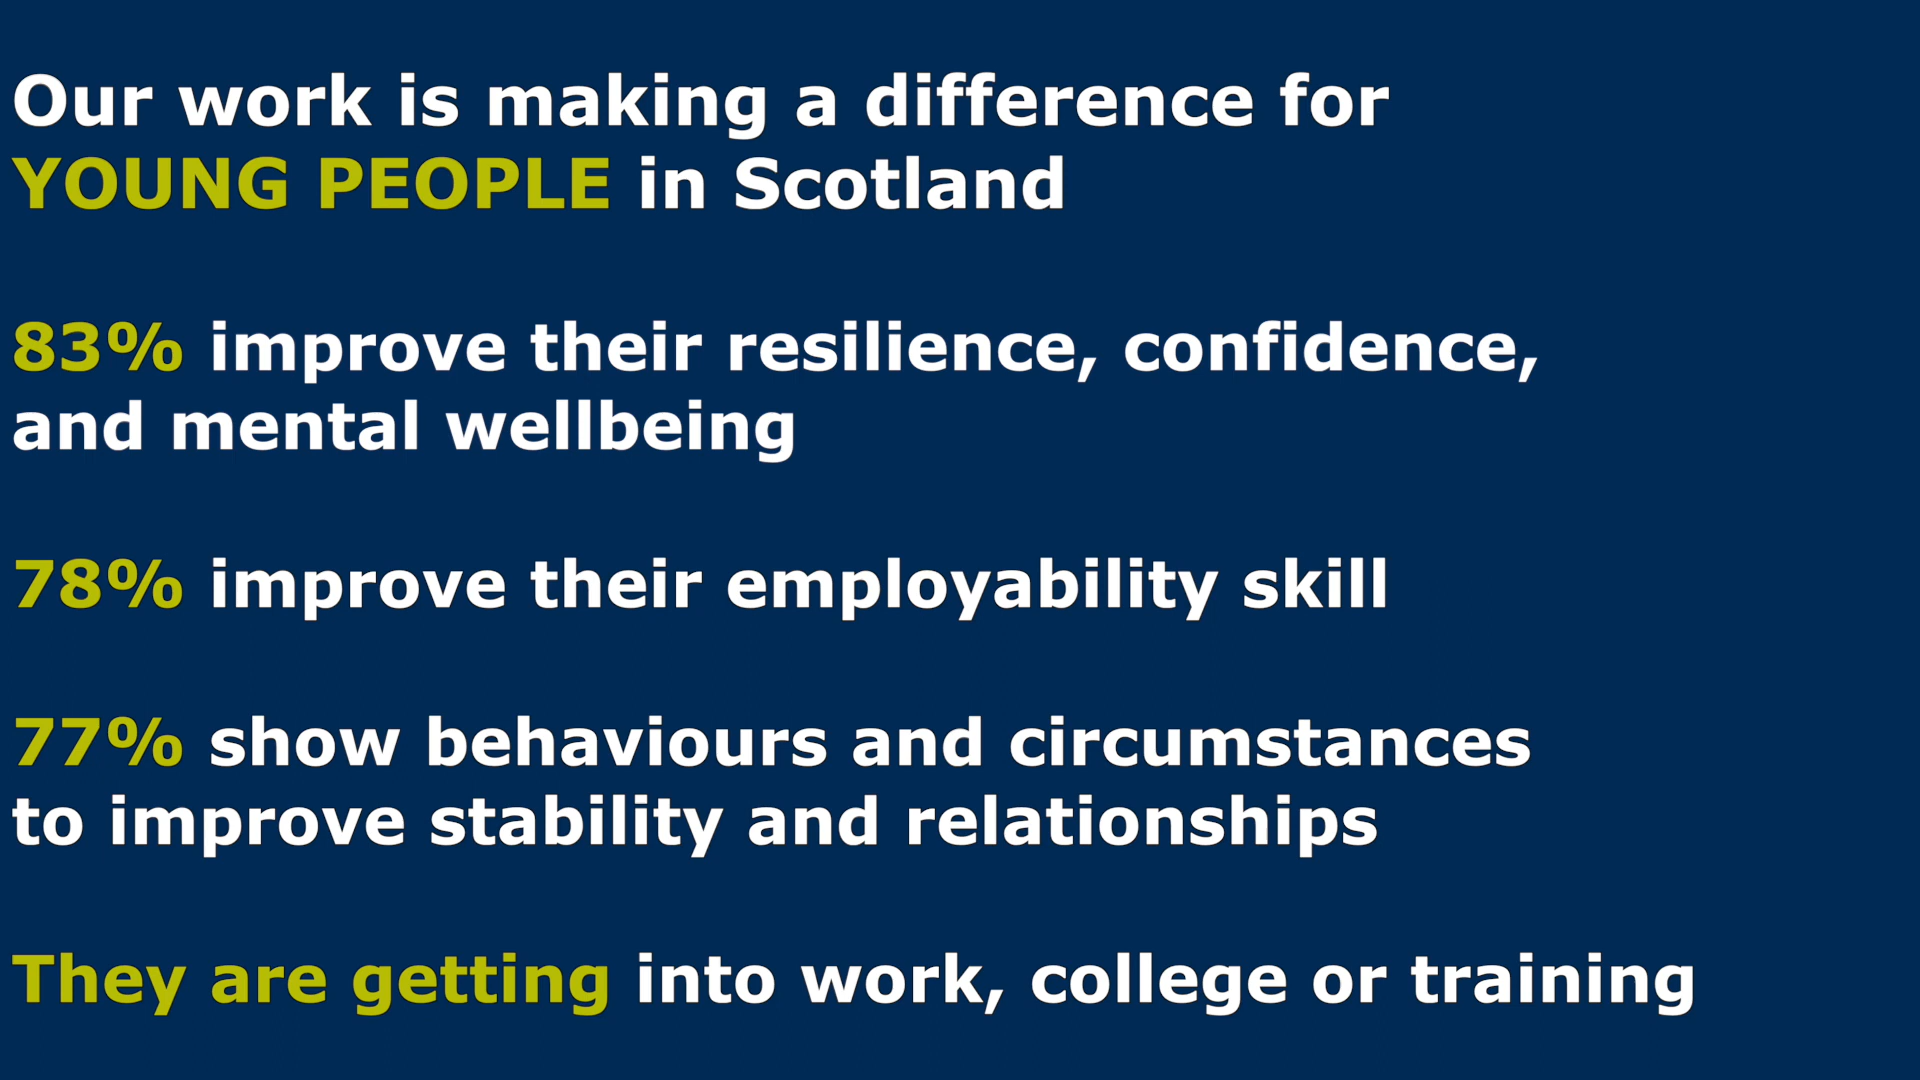 Our work is making a difference for
YOUNG PEOPLE in Scotland
83% improve their resilience, confidence,
and mental wellbeing
78% improve their employability skill
77% show behaviours and circumstances
to improve stability and relationships
They are getting into work, college or training